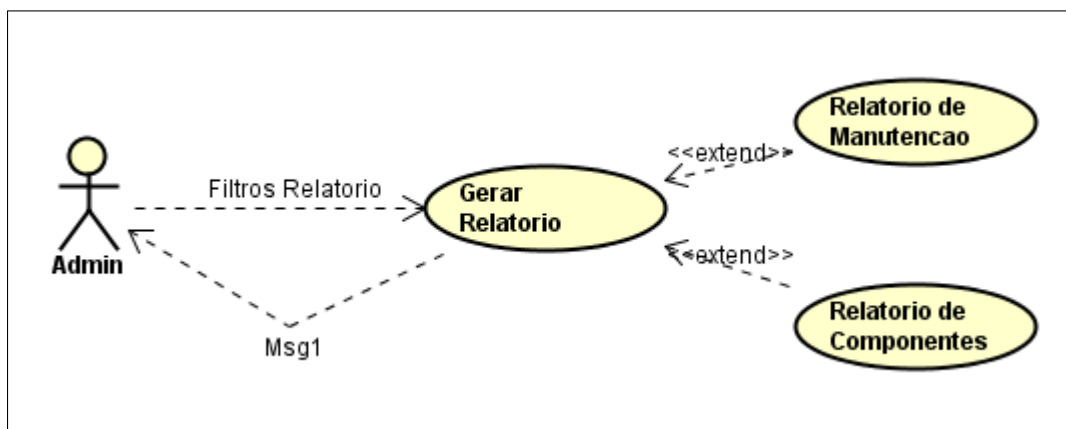 Relatorio de
Manutencao
<<extend>>
Filtros Relatorio
Gerar
Relatorio
<<extend>>
Admin
Relatorio de
Componentes
Msg1